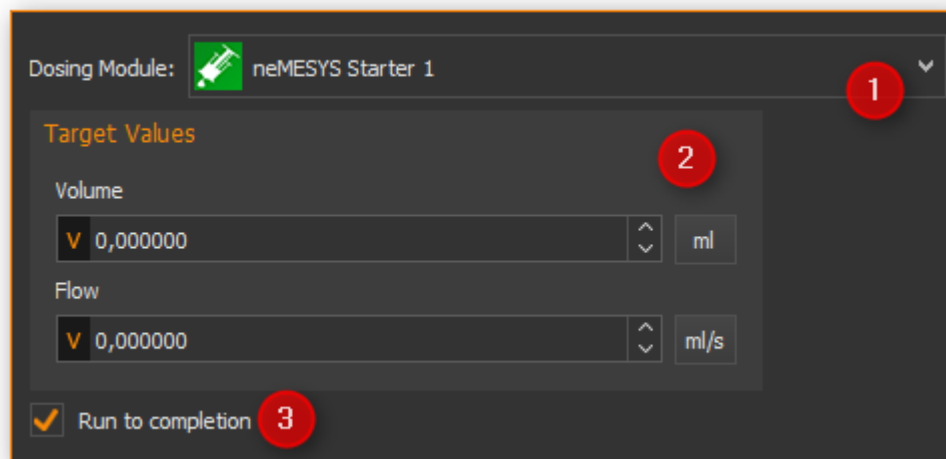 Dosing Module: neMESYS Starter 1
1
Target Values
2
Volume
V 0,000000 ml
Flow
V 0,000000 ml/s
Run to completion 3